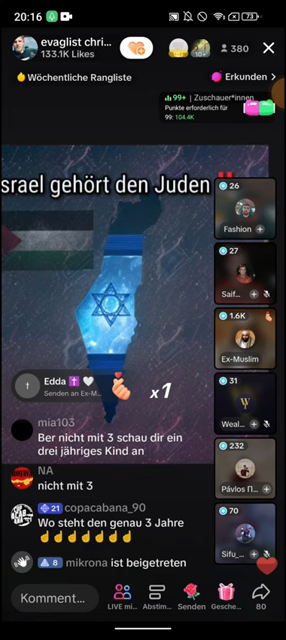 20:16
73
evaglist chri...
133.1K Likes
10+
380
Wöchentliche Rangliste
Erkunden >
99+ | Zuschauer*innen
Punkte erforderlich für
99: 104.4K
srael gehört den Juden "
26
Fashion +
27
Saif... +
1.6K
Ex-Muslim
31
Weal... +
232
Pávlos Π... +
70
Sifu_... +
Edda ✝️ 🤍
Senden an Ex-M...
x1
mia103
Ber nicht mit 3 schau dir ein
drei jähriges Kind an
NA
nicht mit 3
21 copacabana_90
Wo steht den genau 3 Jahre
☝️☝️☝️☝️☝️☝️☝️
8 mikrona ist beigetreten
Komment...
LIVE mi...
Abstim...
Senden
Gesche...
80